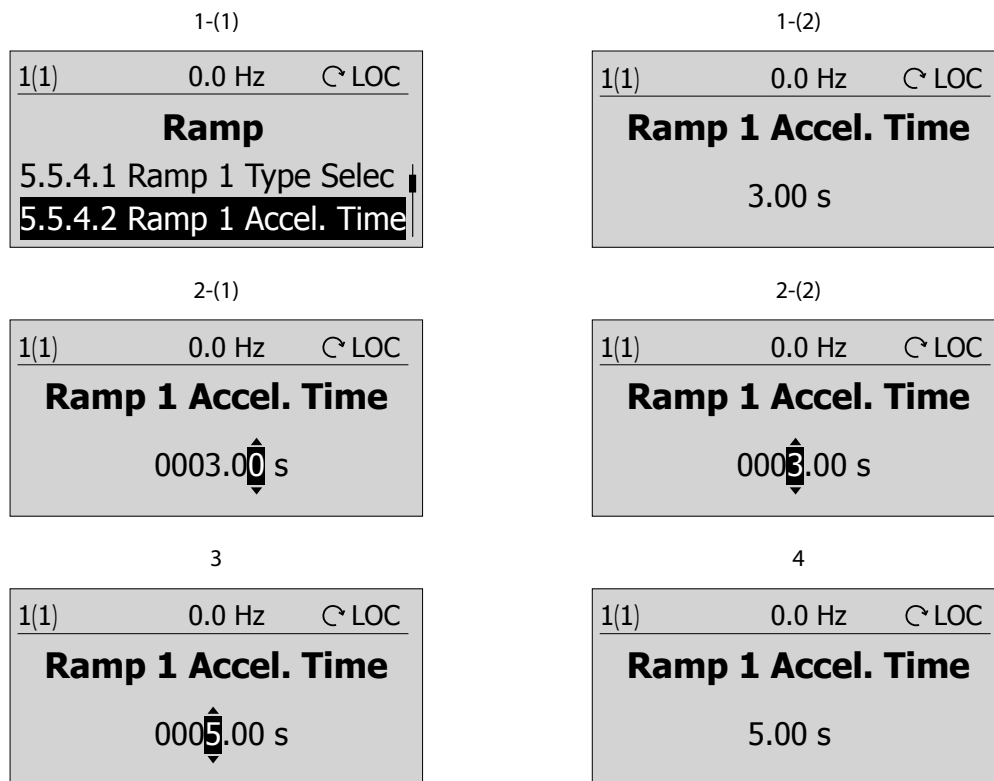 1-(1)
1(1) 0.0 Hz LOC
Ramp
5.5.4.1 Ramp 1 Type Selec
5.5.4.2 Ramp 1 Accel. Time
1-(2)
1(1) 0.0 Hz LOC
Ramp 1 Accel. Time
3.00 s
2-(1)
1(1) 0.0 Hz LOC
Ramp 1 Accel. Time
0003.00 s
2-(2)
1(1) 0.0 Hz LOC
Ramp 1 Accel. Time
0003.00 s
3
1(1) 0.0 Hz LOC
Ramp 1 Accel. Time
0005.00 s
4
1(1) 0.0 Hz LOC
Ramp 1 Accel. Time
5.00 s